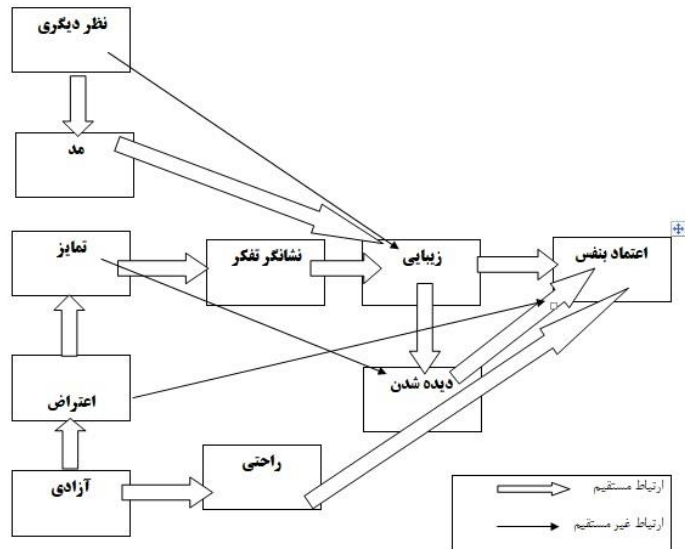 نظر دیگری
مد
تمایز
نشانگر تفکر
زیبایی
اعتماد بنفس
دیده شدن
اعتراض
راحتی
آزادی
ارتباط مستقیم
ارتباط غیر مستقیم